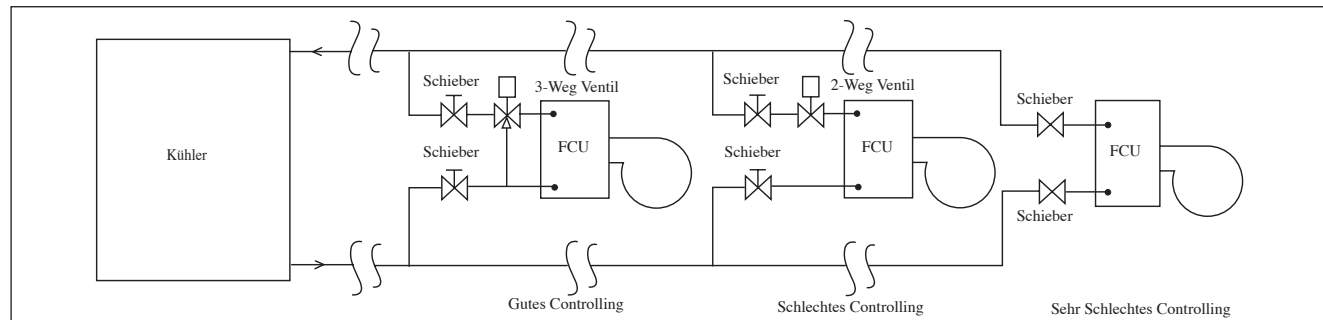 Kühler
Schieber
3-Weg Ventil
FCU
Schieber
Gutes Controlling
Schieber
2-Weg Ventil
FCU
Schieber
Schlechtes Controlling
Schieber
FCU
Schieber
Sehr Schlechtes Controlling